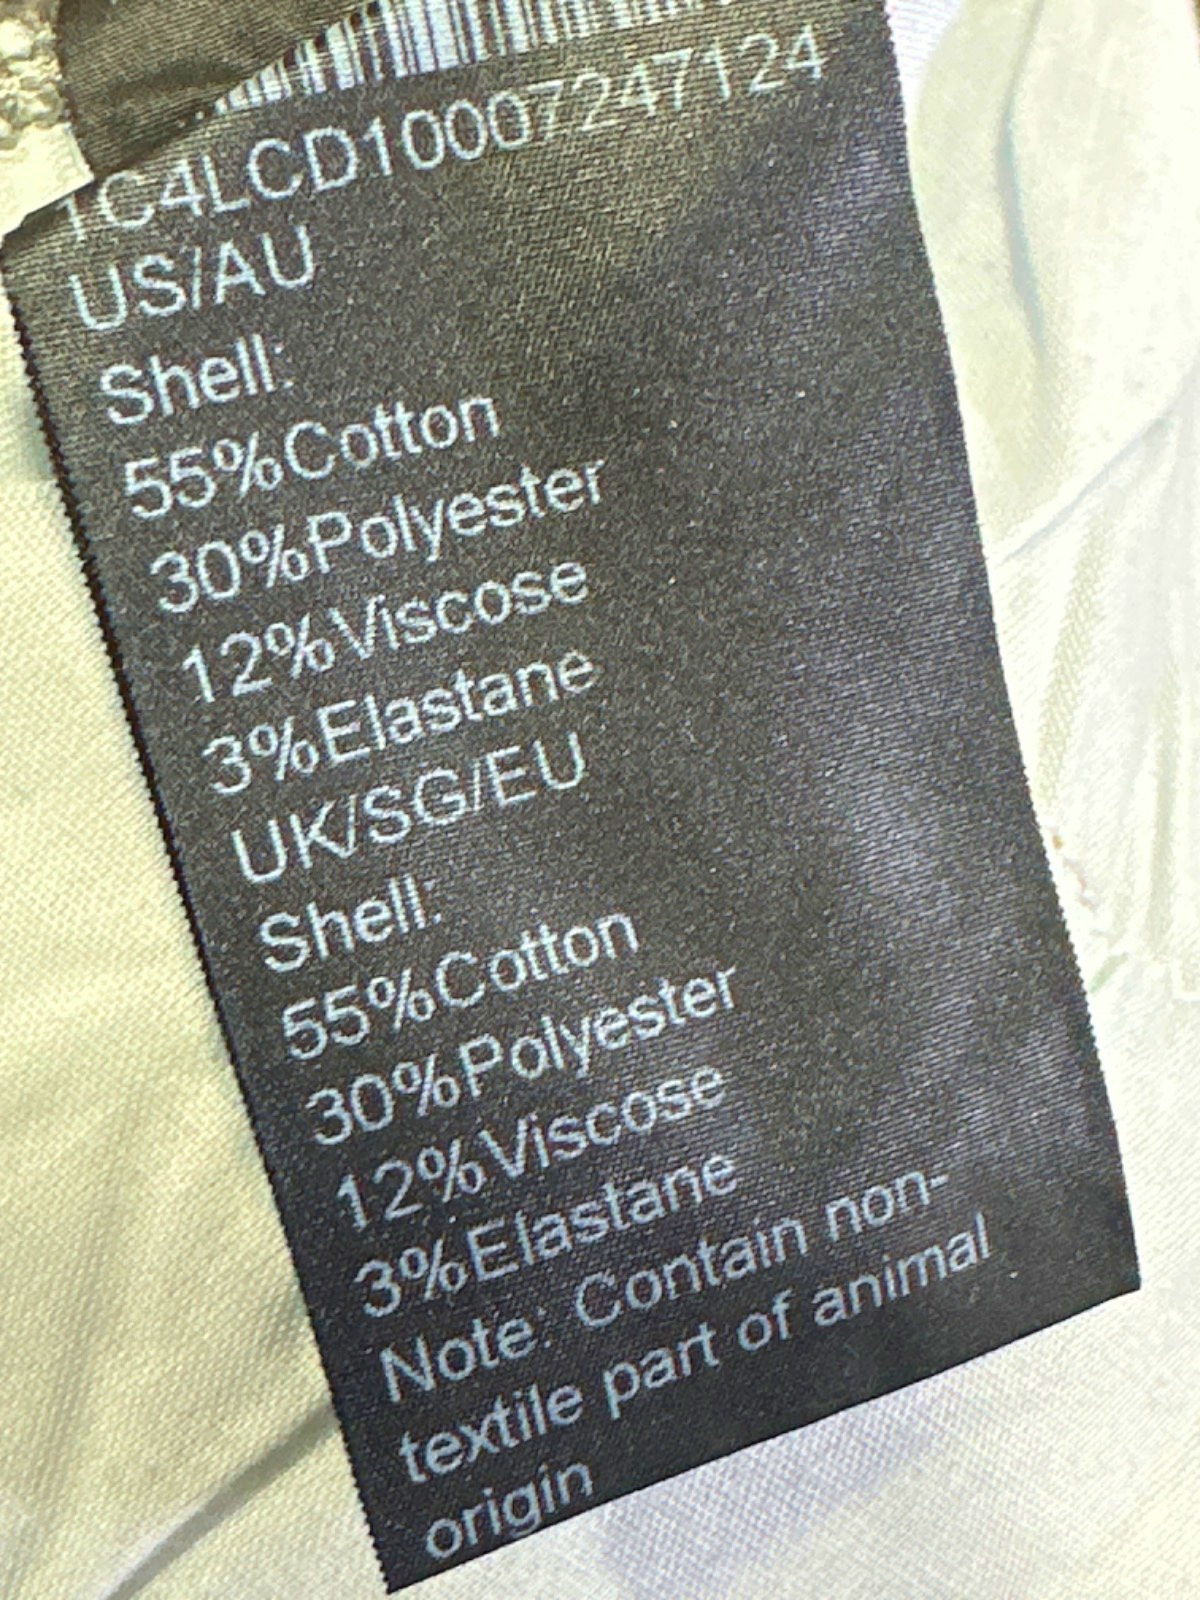 1C4LCD10007247124
US/AU
Shell:
55%Cotton
30%Polyester
12%Viscose
3%Elastane
UK/SG/EU
Shell:
55%Cotton
30%Polyester
12%Viscose
3%Elastane
Note: Contain non-
textile part of animal
origin